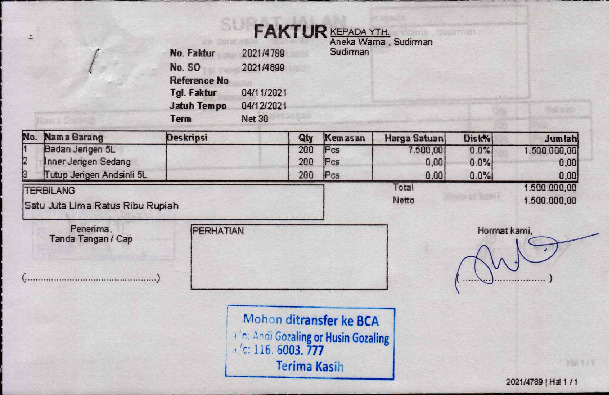 FAKTUR
KEPADA YTH.
Aneka Warna , Sudirman
Sudirman
No. Faktur 2021/4789
No. SO 2021/4699
Reference No
Tgl. Faktur 04/11/2021
Jatuh Tempo 04/12/2021
Term Net 30
No. Nama Barang Deskripsi Qty Kemasan Harga Satuan Disk% Jumlah
1 Badan Jerigen 5L 200 Pcs 7.500,00 0.0% 1.500.000,00
2 Inner Jerigen Sedang 200 Pcs 0,00 0.0% 0,00
3 Tutup Jerigen Andsinli 5L 200 Pcs 0,00 0.0% 0,00
TERBILANG
Satu Juta Lima Ratus Ribu Rupiah
Total 1.500.000,00
Netto 1.500.000,00
Penerima,
Tanda Tangan / Cap
PERHATIAN
Hormat kami,
(............................................)
(............................)
Mohon ditransfer ke BCA
a/n: Andi Gozaling or Husin Gozaling
a/c: 116. 6003. 777
Terima Kasih
2021/4789 | Hal 1 / 1